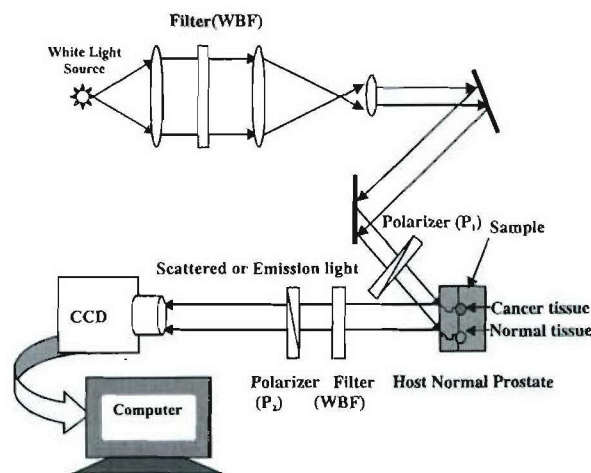 Filter(WBF)
White Light
Source
Polarizer (P₁)
Sample
Scattered or Emission light
CCD
Cancer tissue
Normal tissue
Polarizer
(P₂)
Filter
(WBF)
Host Normal Prostate
Computer